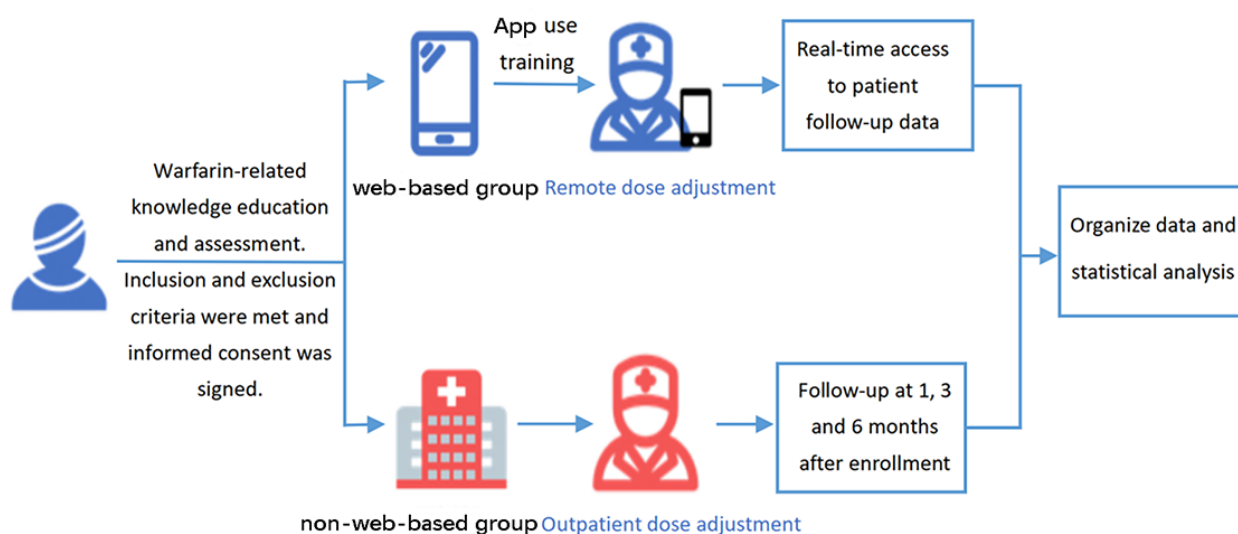 Warfarin-related
knowledge education
and assessment.
Inclusion and exclusion
criteria were met and
informed consent was
signed.
App use
training
web-based group Remote dose adjustment
Real-time access
to patient
follow-up data
non-web-based group Outpatient dose adjustment
Follow-up at 1, 3
and 6 months
after enrollment
Organize data and
statistical analysis